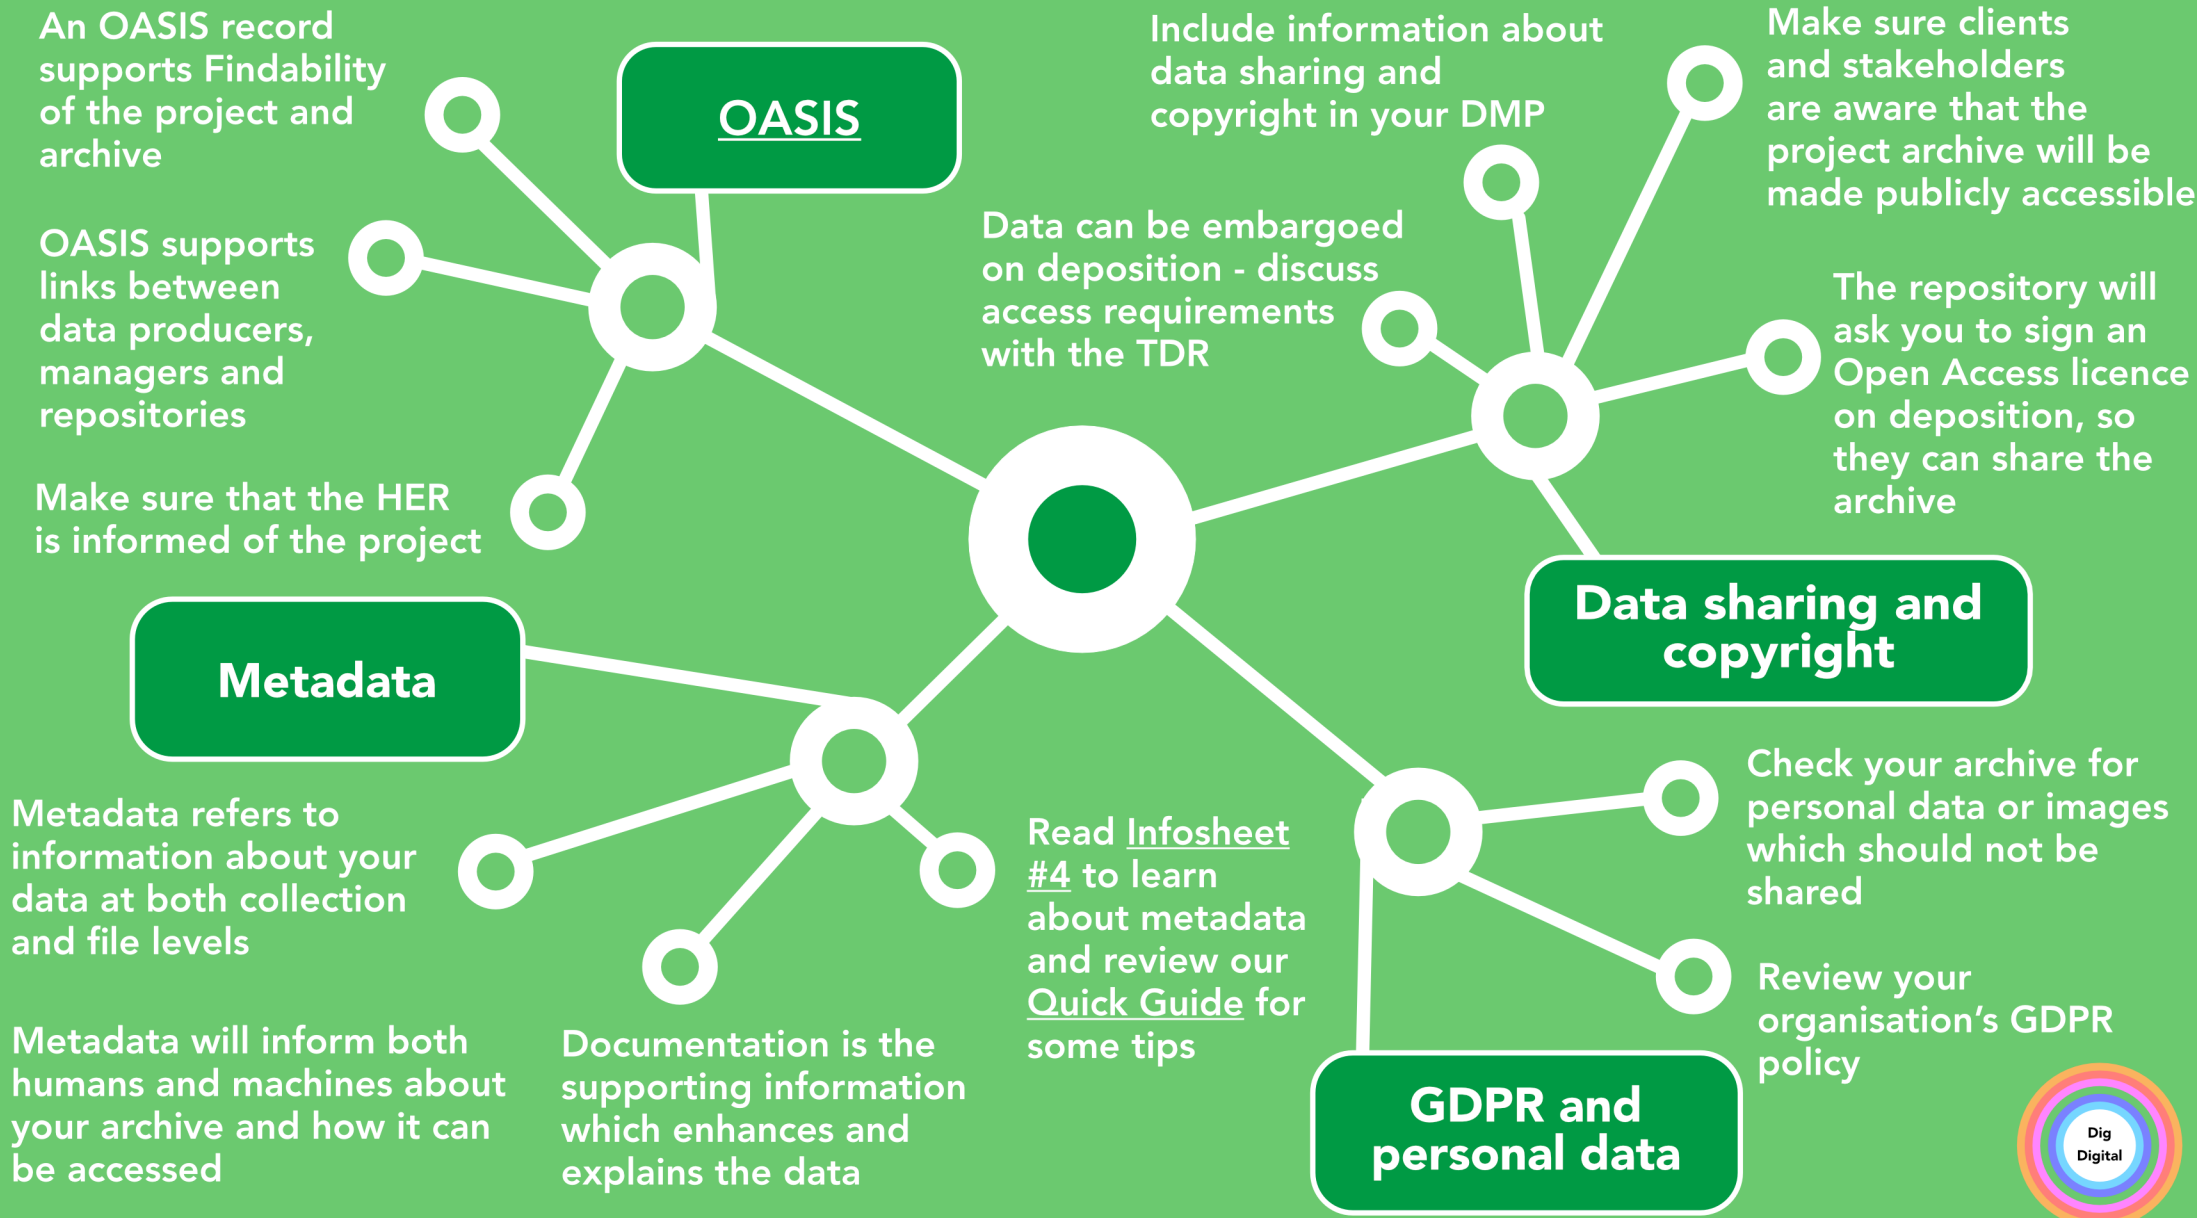 An OASIS record
supports Findability
of the project and
archive
OASIS supports
links between
data producers,
managers and
repositories
Make sure that the HER
is informed of the project
OASIS
Include information about
data sharing and
copyright in your DMP
Data can be embargoed
on deposition - discuss
access requirements
with the TDR
Make sure clients
and stakeholders
are aware that the
project archive will be
made publicly accessible
The repository will
ask you to sign an
Open Access licence
on deposition, so
they can share the
archive
Data sharing and
copyright
Metadata
Metadata refers to
information about your
data at both collection
and file levels
Metadata will inform both
humans and machines about
your archive and how it can
be accessed
Documentation is the
supporting information
which enhances and
explains the data
Read Infosheet
#4 to learn
about metadata
and review our
Quick Guide for
some tips
Check your archive for
personal data or images
which should not be
shared
Review your
organisation's GDPR
policy
GDPR and
personal data
Dig
Digital